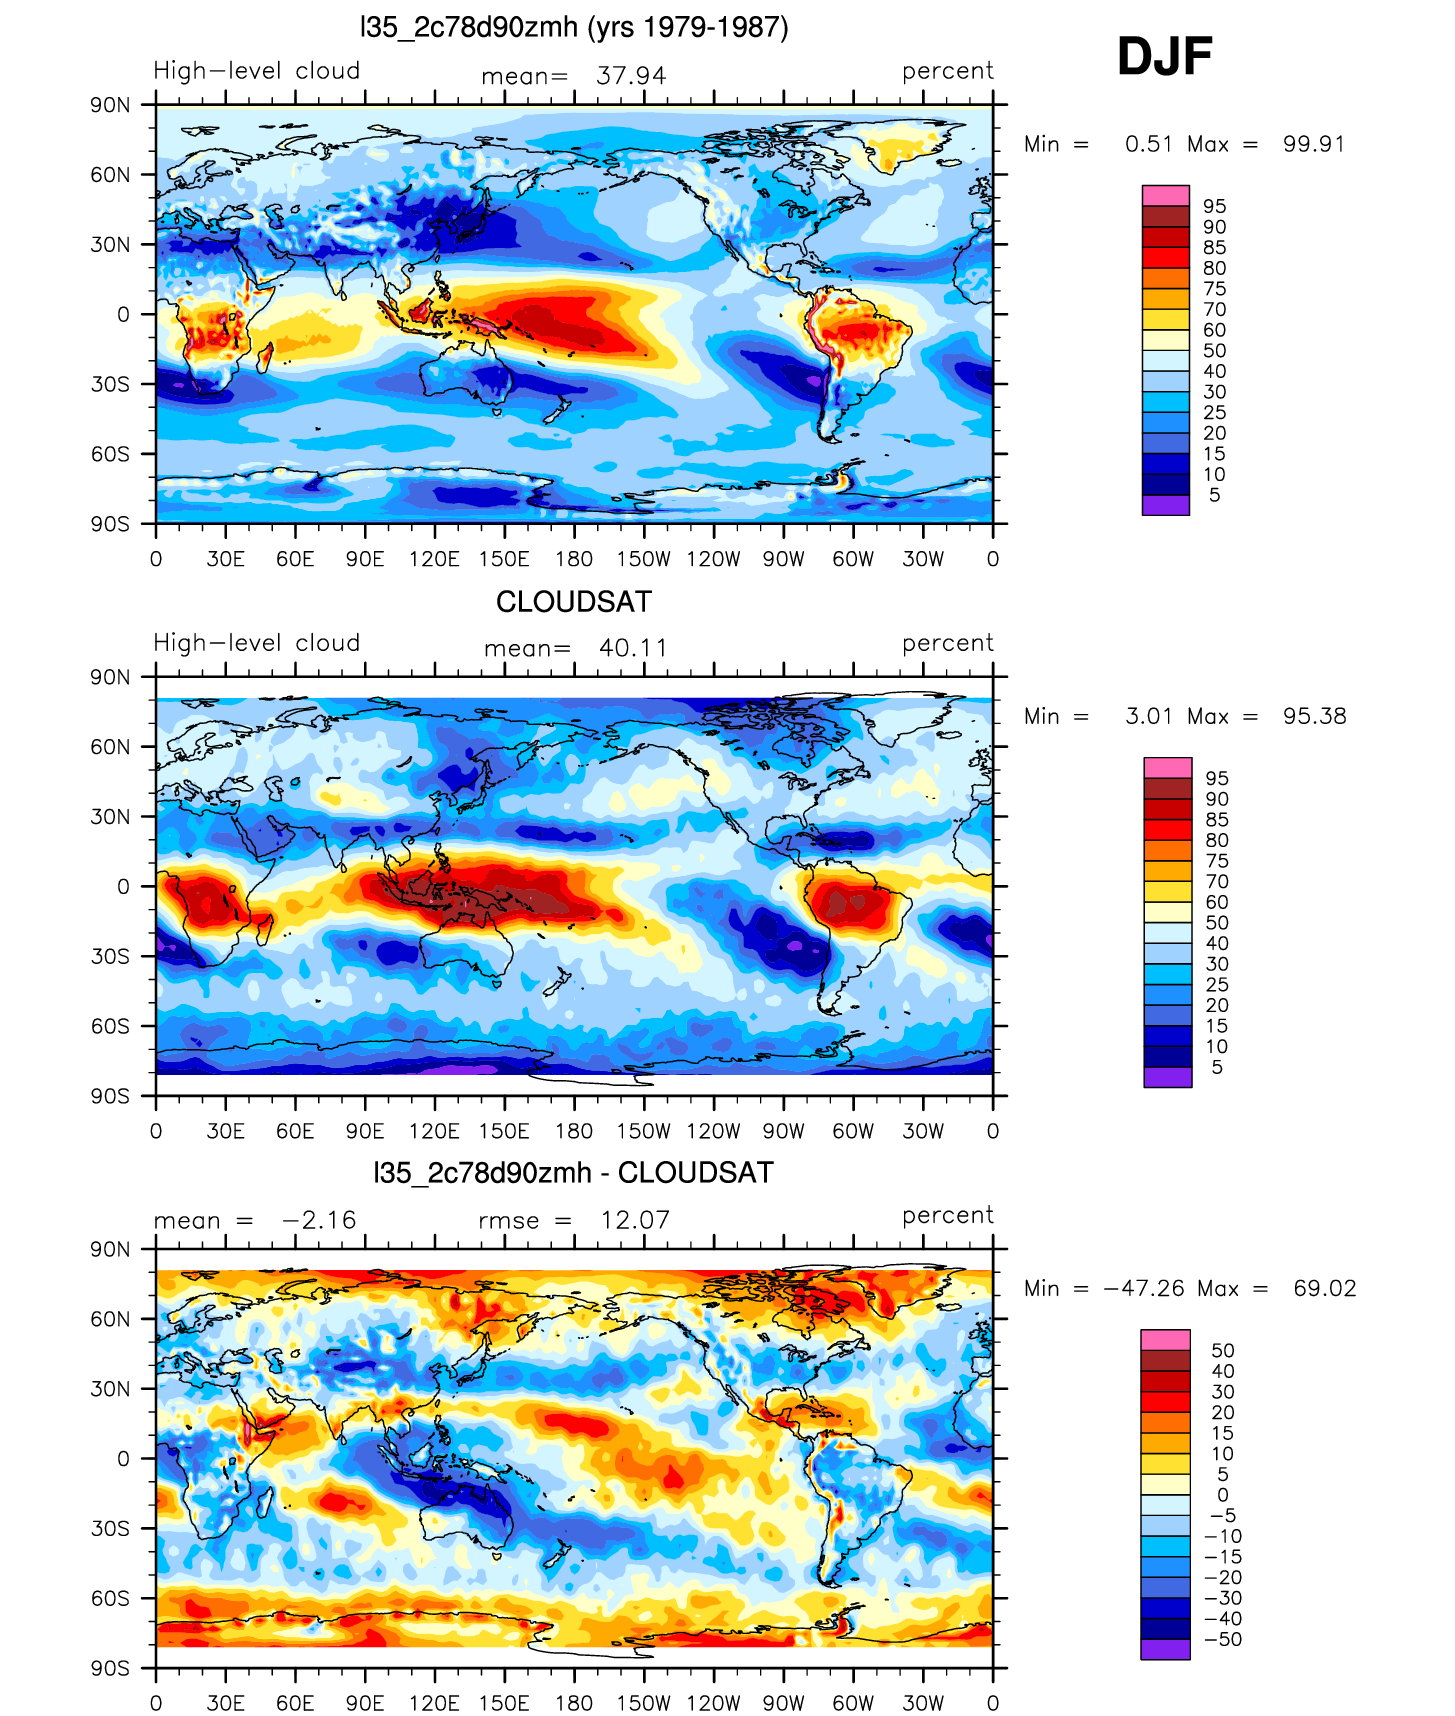 l35_2c78d90zmh (yrs 1979-1987)
DJF
High-level cloud mean= 37.94 percent
Min = 0.51 Max = 99.91
90N
60N
30N
0
30S
60S
90S
0 30E 60E 90E 120E 150E 180 150W 120W 90W 60W 30W 0
95
90
85
80
75
70
60
50
40
30
25
20
15
10
5
CLOUDSAT
High-level cloud mean= 40.11 percent
Min = 3.01 Max = 95.38
90N
60N
30N
0
30S
60S
90S
0 30E 60E 90E 120E 150E 180 150W 120W 90W 60W 30W 0
95
90
85
80
75
70
60
50
40
30
25
20
15
10
5
l35_2c78d90zmh - CLOUDSAT
mean = -2.16 rmse = 12.07 percent
Min = -47.26 Max = 69.02
90N
60N
30N
0
30S
60S
90S
0 30E 60E 90E 120E 150E 180 150W 120W 90W 60W 30W 0
50
40
30
20
15
10
5
0
-5
-10
-15
-20
-30
-40
-50